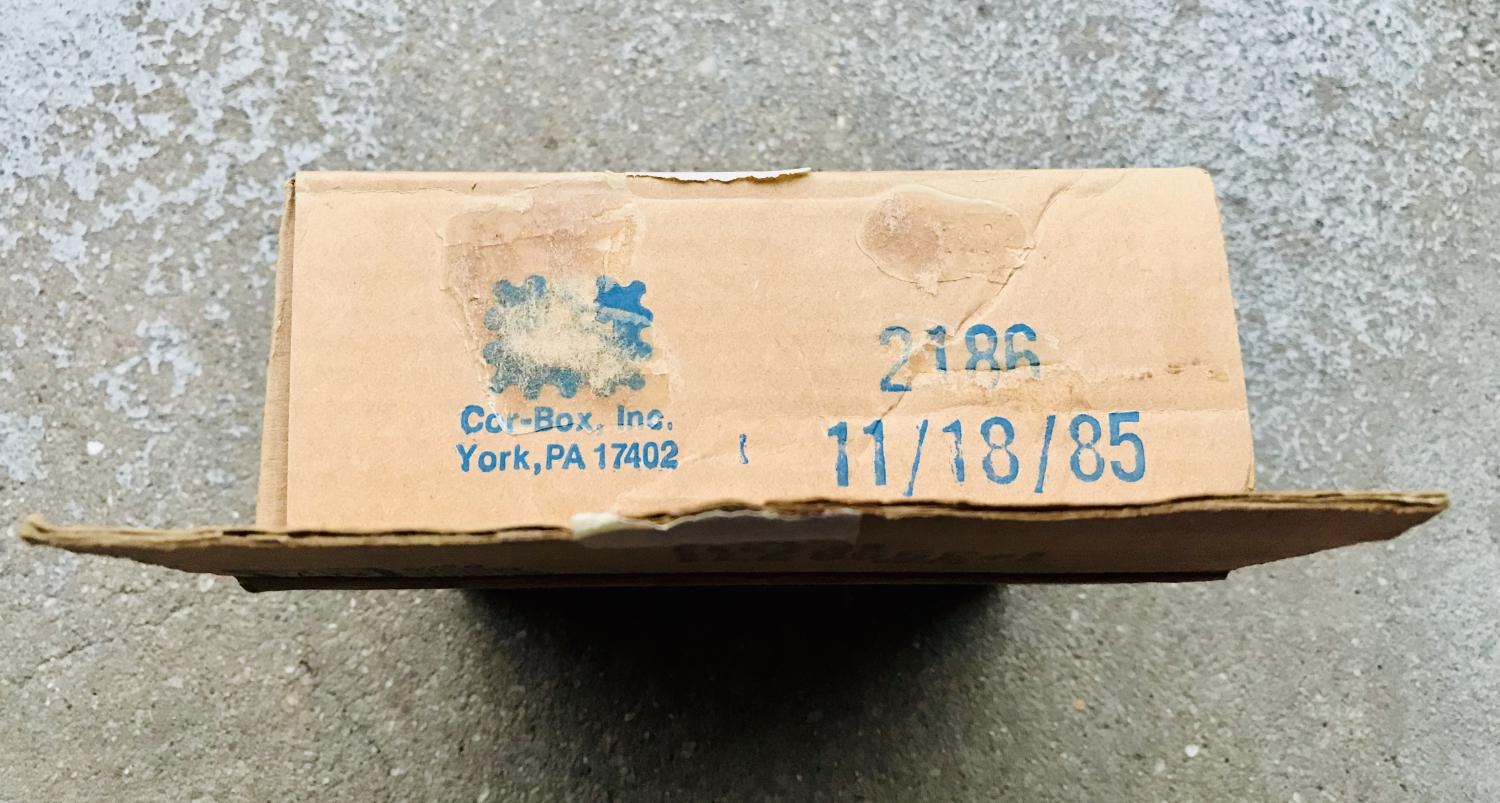 Cor-Box, Inc.
York, PA 17402
2186
11/18/85